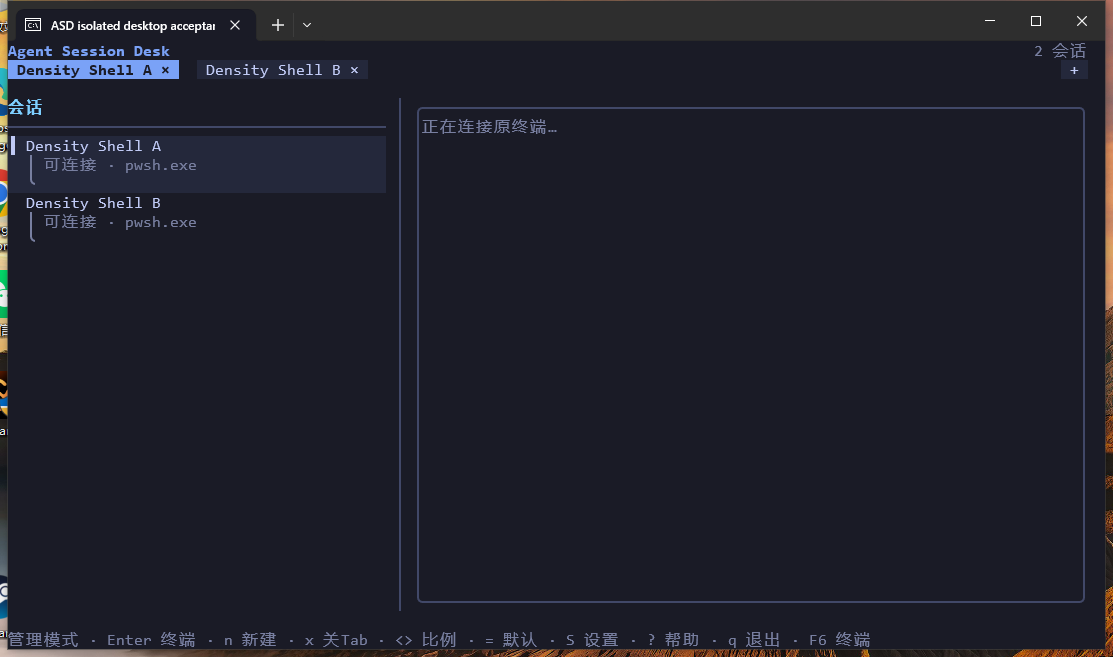 ASD isolated desktop acceptar
Agent Session Desk 2 会话
Density Shell A × Density Shell B × +
会话
Density Shell A
可连接 · pwsh.exe
Density Shell B
可连接 · pwsh.exe
正在连接原终端…
管理模式 · Enter 终端 · n 新建 · x 关Tab · <> 比例 · = 默认 · S 设置 · ? 帮助 · q 退出 · F6 终端